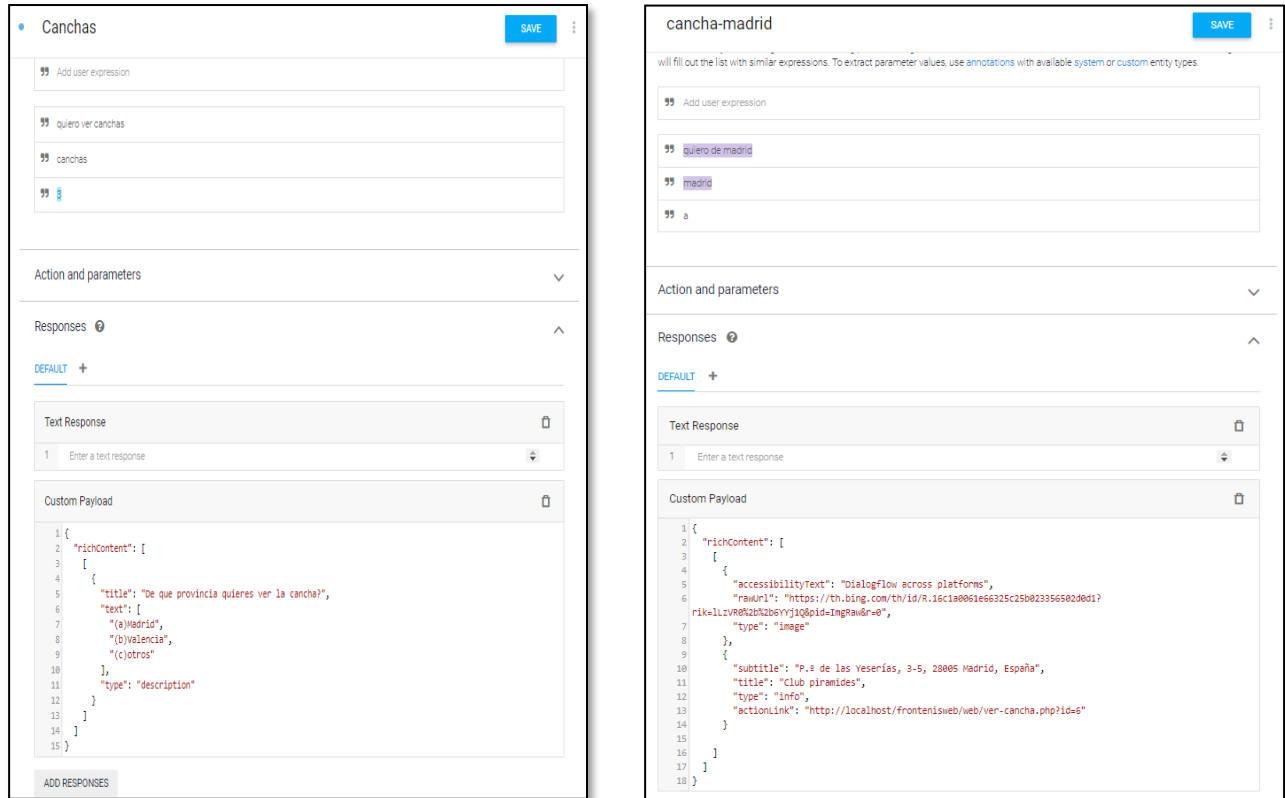 Canchas
SAVE
Add user expression
quiero ver canchas
canchas
3
Action and parameters
Responses
DEFAULT +
Text Response
1 Enter a text response
Custom Payload
1 {
2 "richContent": [
3 [
4 {
5 "title": "De que provincia quieres ver la cancha?",
6 "text": [
7 "(a)Madrid",
8 "(b)Valencia",
9 "(c)otros"
10 ],
11 "type": "description"
12 }
13 ]
14 ]
15 }
ADD RESPONSES
cancha-madrid
SAVE
will fill out the list with similar expressions. To extract parameter values, use annotations with available system or custom entity types.
Add user expression
quiero de madrid
madrid
a
Action and parameters
Responses
DEFAULT +
Text Response
1 Enter a text response
Custom Payload
1 {
2 "richContent": [
3 [
4 {
5 "accessibilityText": "Dialogflow across platforms",
6 "rawUrl": "https://th.bing.com/th/id/R.16c1a0061e66325c25b023356502d0d1?
rik=lLzVR0%2b%2b6YYj1Q&pid=ImgRaw&r=0",
7 "type": "image"
8 },
9 {
10 "subtitle": "P.º de las Yeserías, 3-5, 28005 Madrid, España",
11 "title": "Club piramides",
12 "type": "info",
13 "actionLink": "http://localhost/frontenisweb/web/ver-cancha.php?id=6"
14 }
15
16 ]
17 ]
18 }